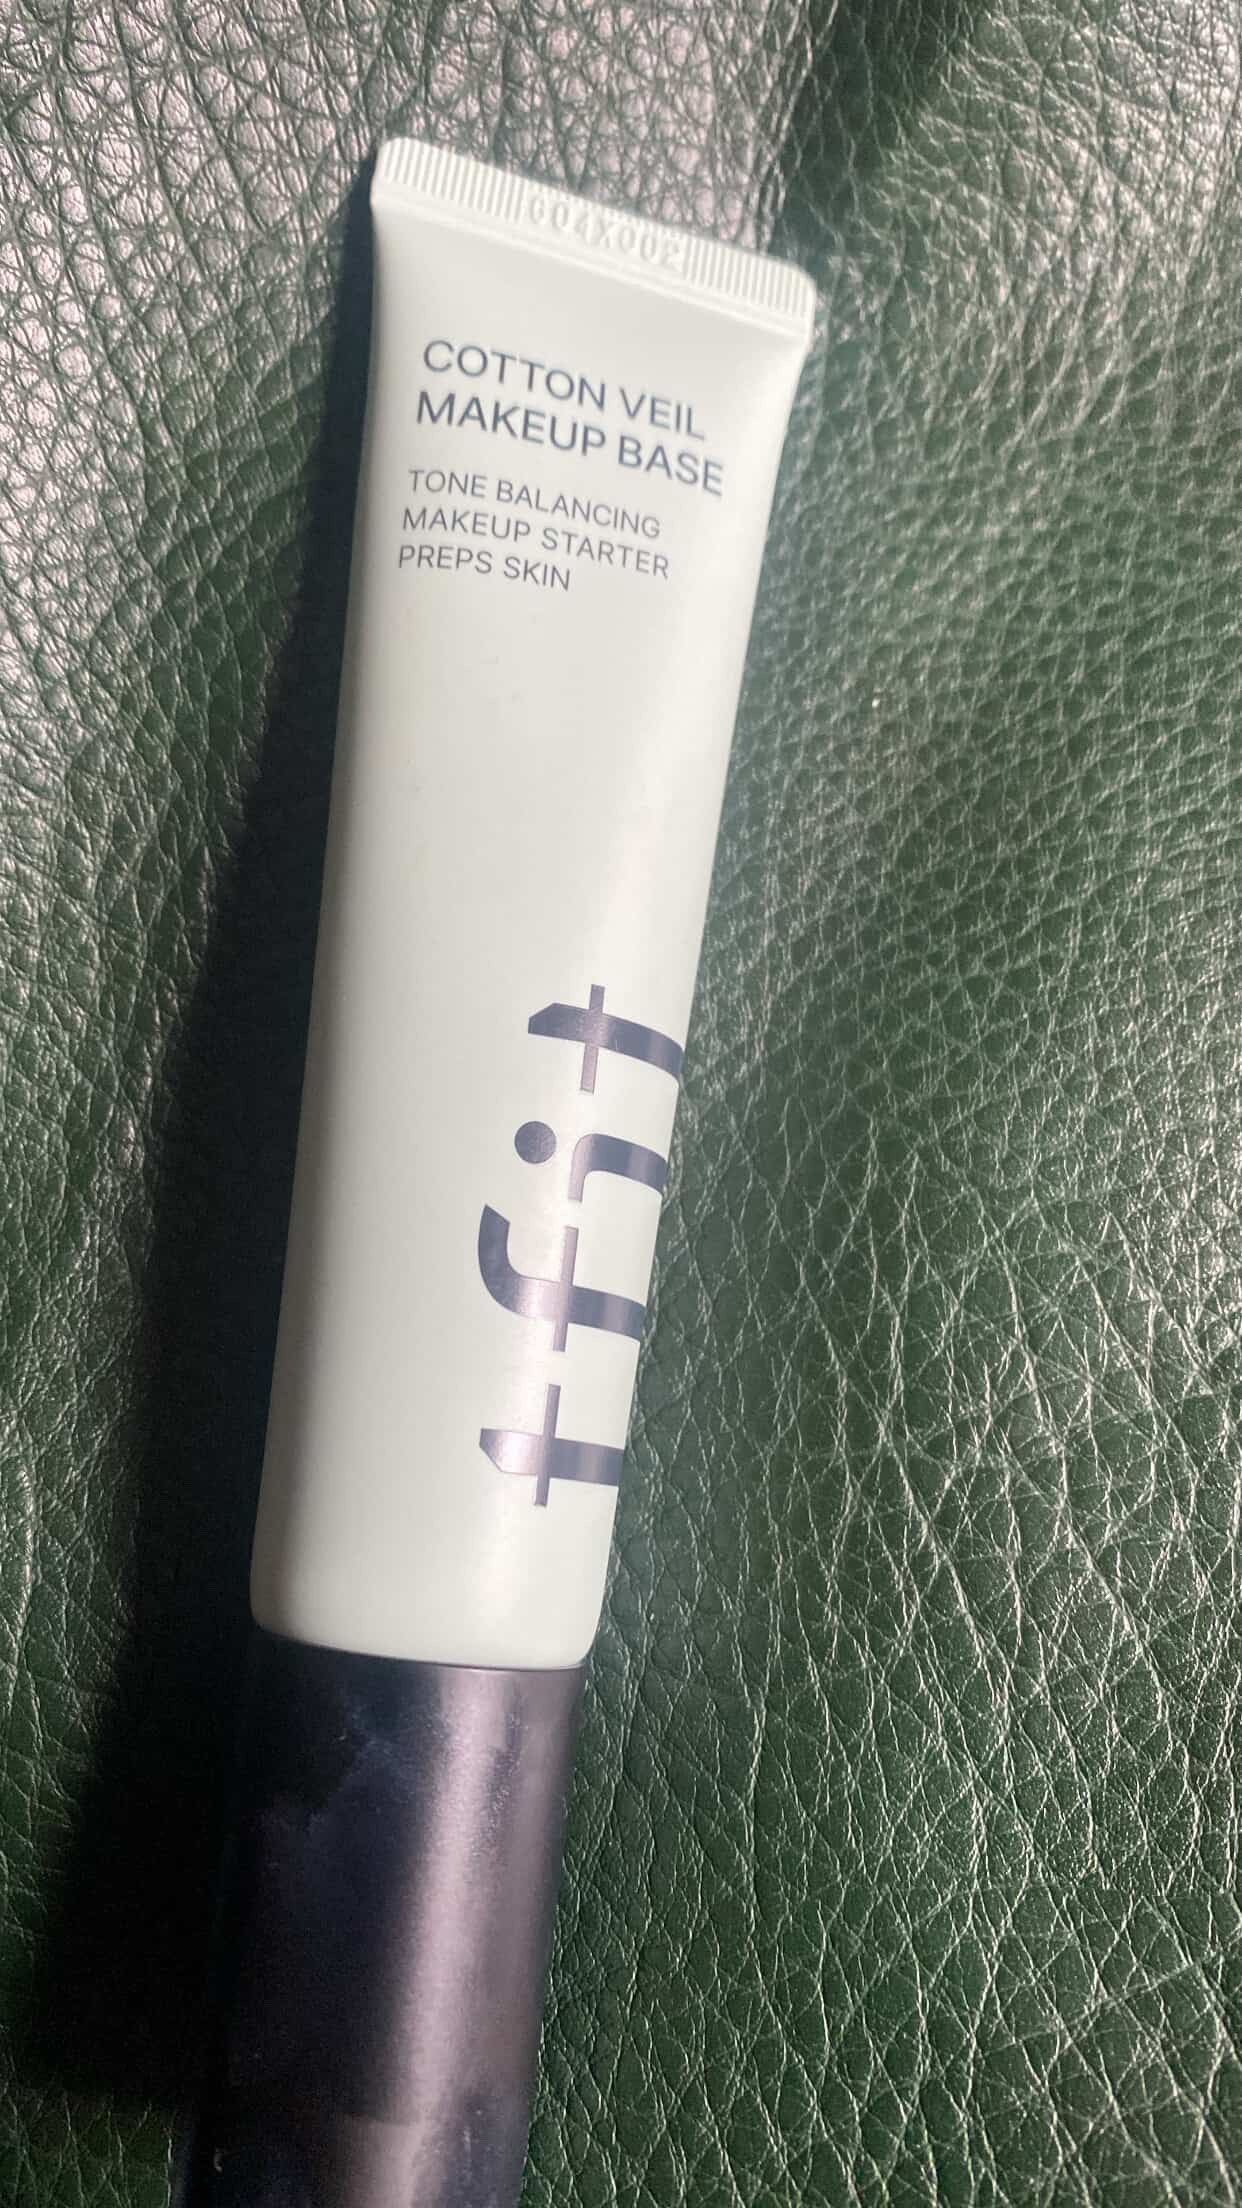 COTTON VEIL
MAKEUP BASE
TONE BALANCING
MAKEUP STARTER
PREPS SKIN
tfit